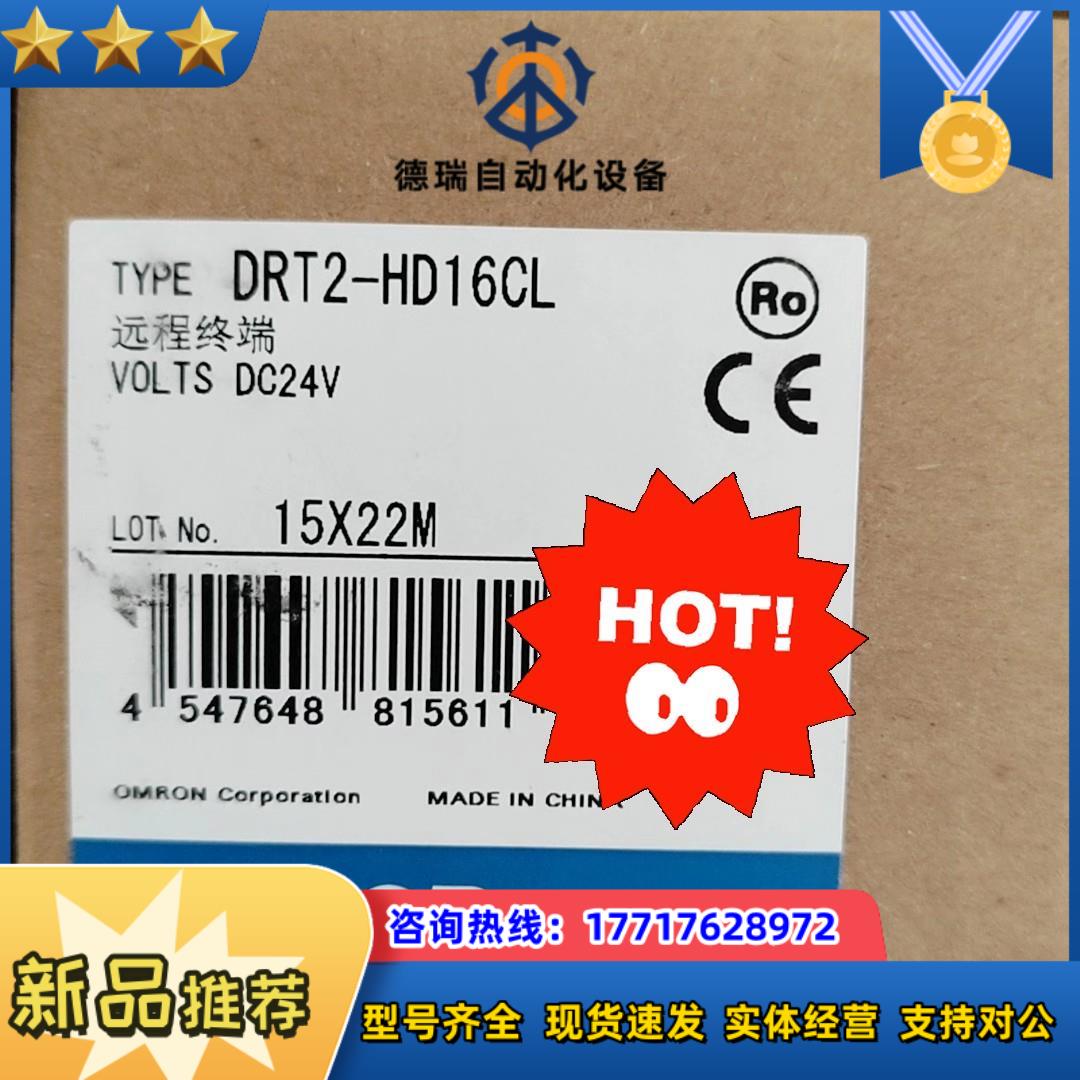 德瑞自动化设备
TYPE DRT2-HD16CL
Ro
远程终端
VOLTS DC24V
CE
LOT No. 15X22M
HOT!
4 547648 815611
OMRON Corporation MADE IN CHINA
咨询热线：17717628972
新品推荐
型号齐全 现货速发 实体经营 支持对公